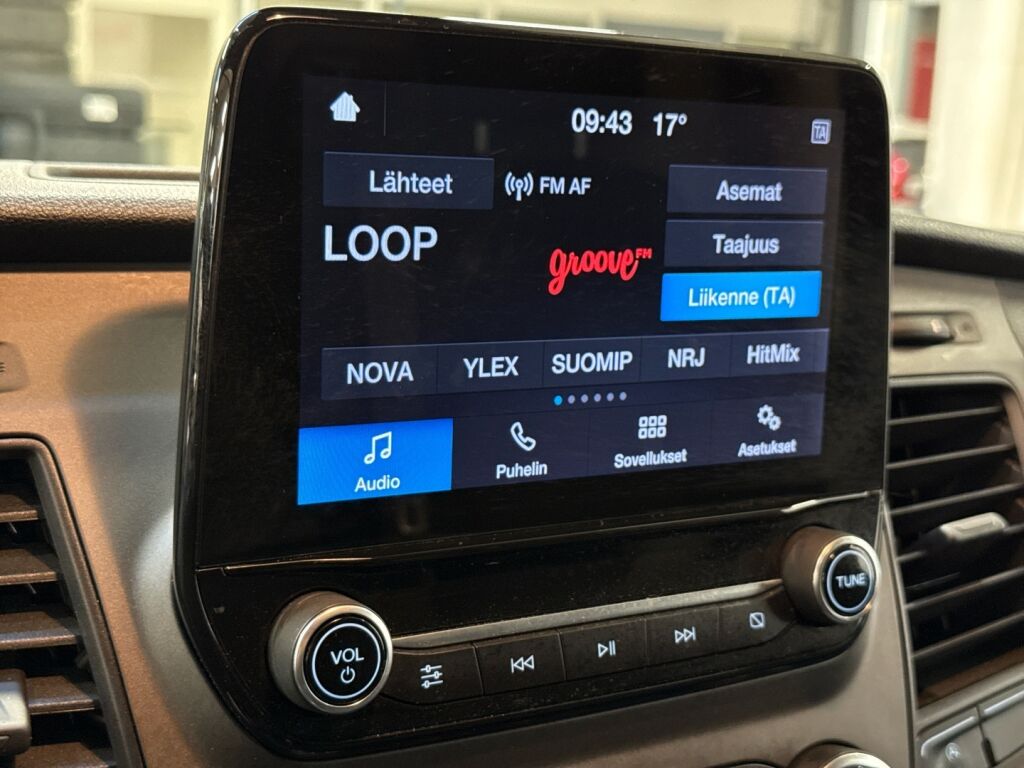 09:43 17°
TA
Lähteet FM AF Asemat
LOOP groove FM Taajuus
Liikenne (TA)
NOVA YLEX SUOMIP NRJ HitMix
Audio Puhelin Sovellukset Asetukset
VOL TUNE